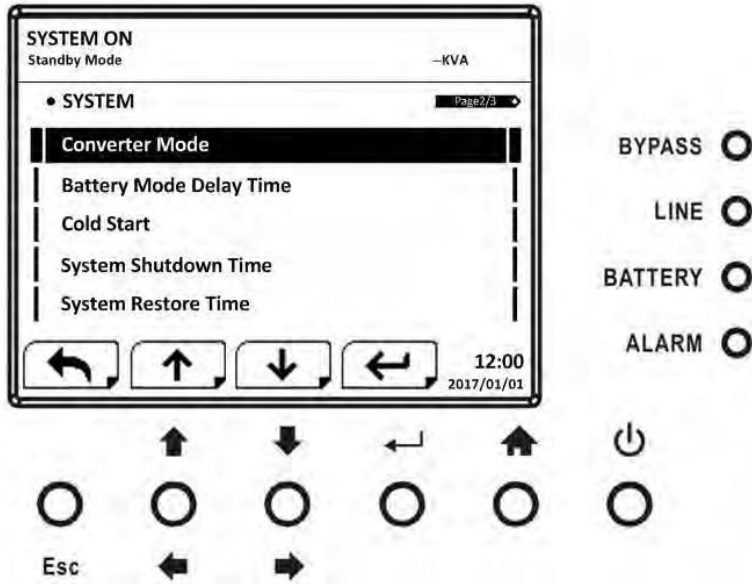 SYSTEM ON
Standby Mode
–KVA
• SYSTEM
Page2/3
Converter Mode
Battery Mode Delay Time
Cold Start
System Shutdown Time
System Restore Time
12:00
2017/01/01
BYPASS
LINE
BATTERY
ALARM
Esc